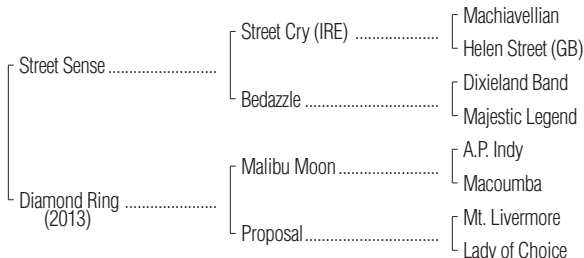 Machiavellian
Street Cry (IRE) ...................
Helen Street (GB)
Street Sense .........................
Dixieland Band
Bedazzle ...............................
Majestic Legend
A.P. Indy
Malibu Moon .......................
Macoumba
Diamond Ring .....................
(2013)
Mt. Livermore
Proposal ...............................
Lady of Choice